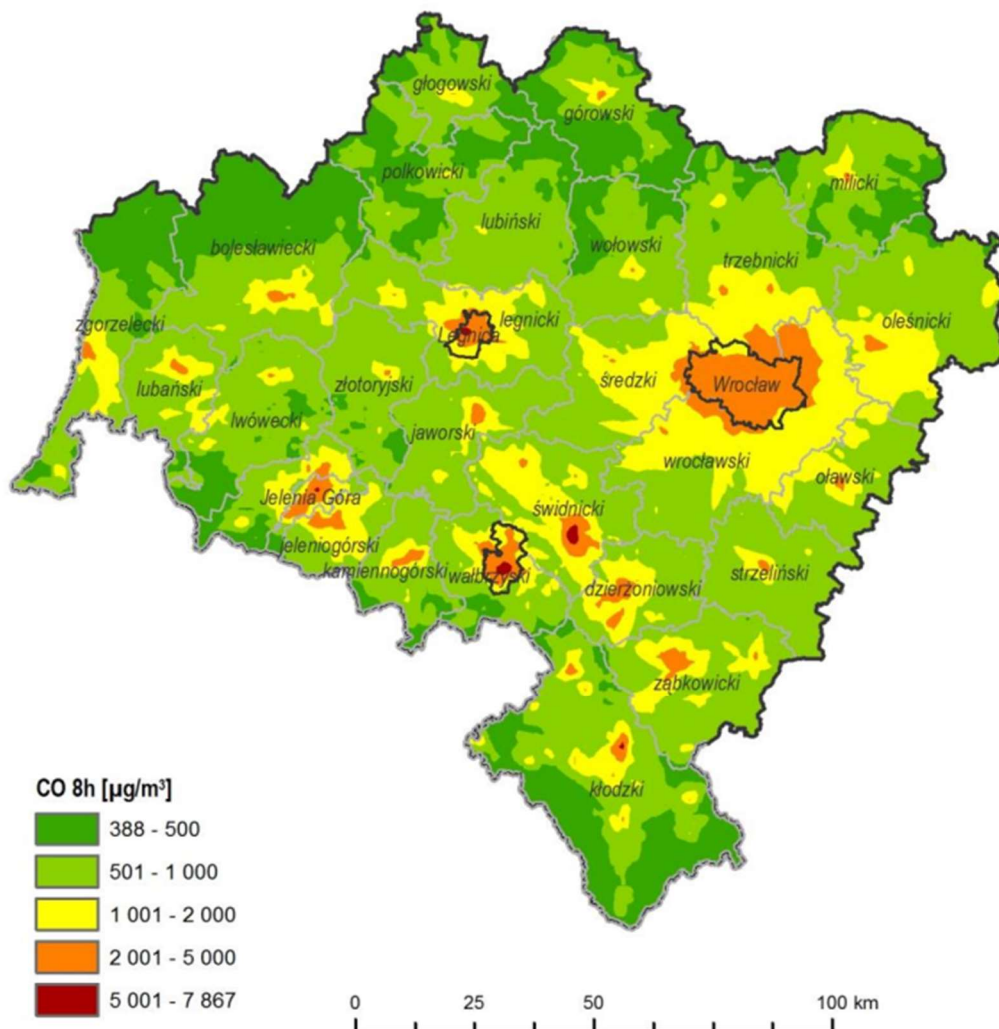 głogowski
górowski
polkowicki
milicki
lubiński
bolesławiecki
wołowski
trzebnicki
zgorzelecki
Legnica
legnicki
oleśnicki
lubański
złotoryjski
średzki
Wrocław
lwówecki
jaworski
wrocławski
oławski
Jelenia Góra
świdnicki
jeleniogórski
kamiennogórski
wałbrzyski
dzierżoniowski
strzeliński
ząbkowicki
kłodzki
CO 8h [µg/m³]
388 - 500
501 - 1 000
1 001 - 2 000
2 001 - 5 000
5 001 - 7 867
0 25 50 100 km